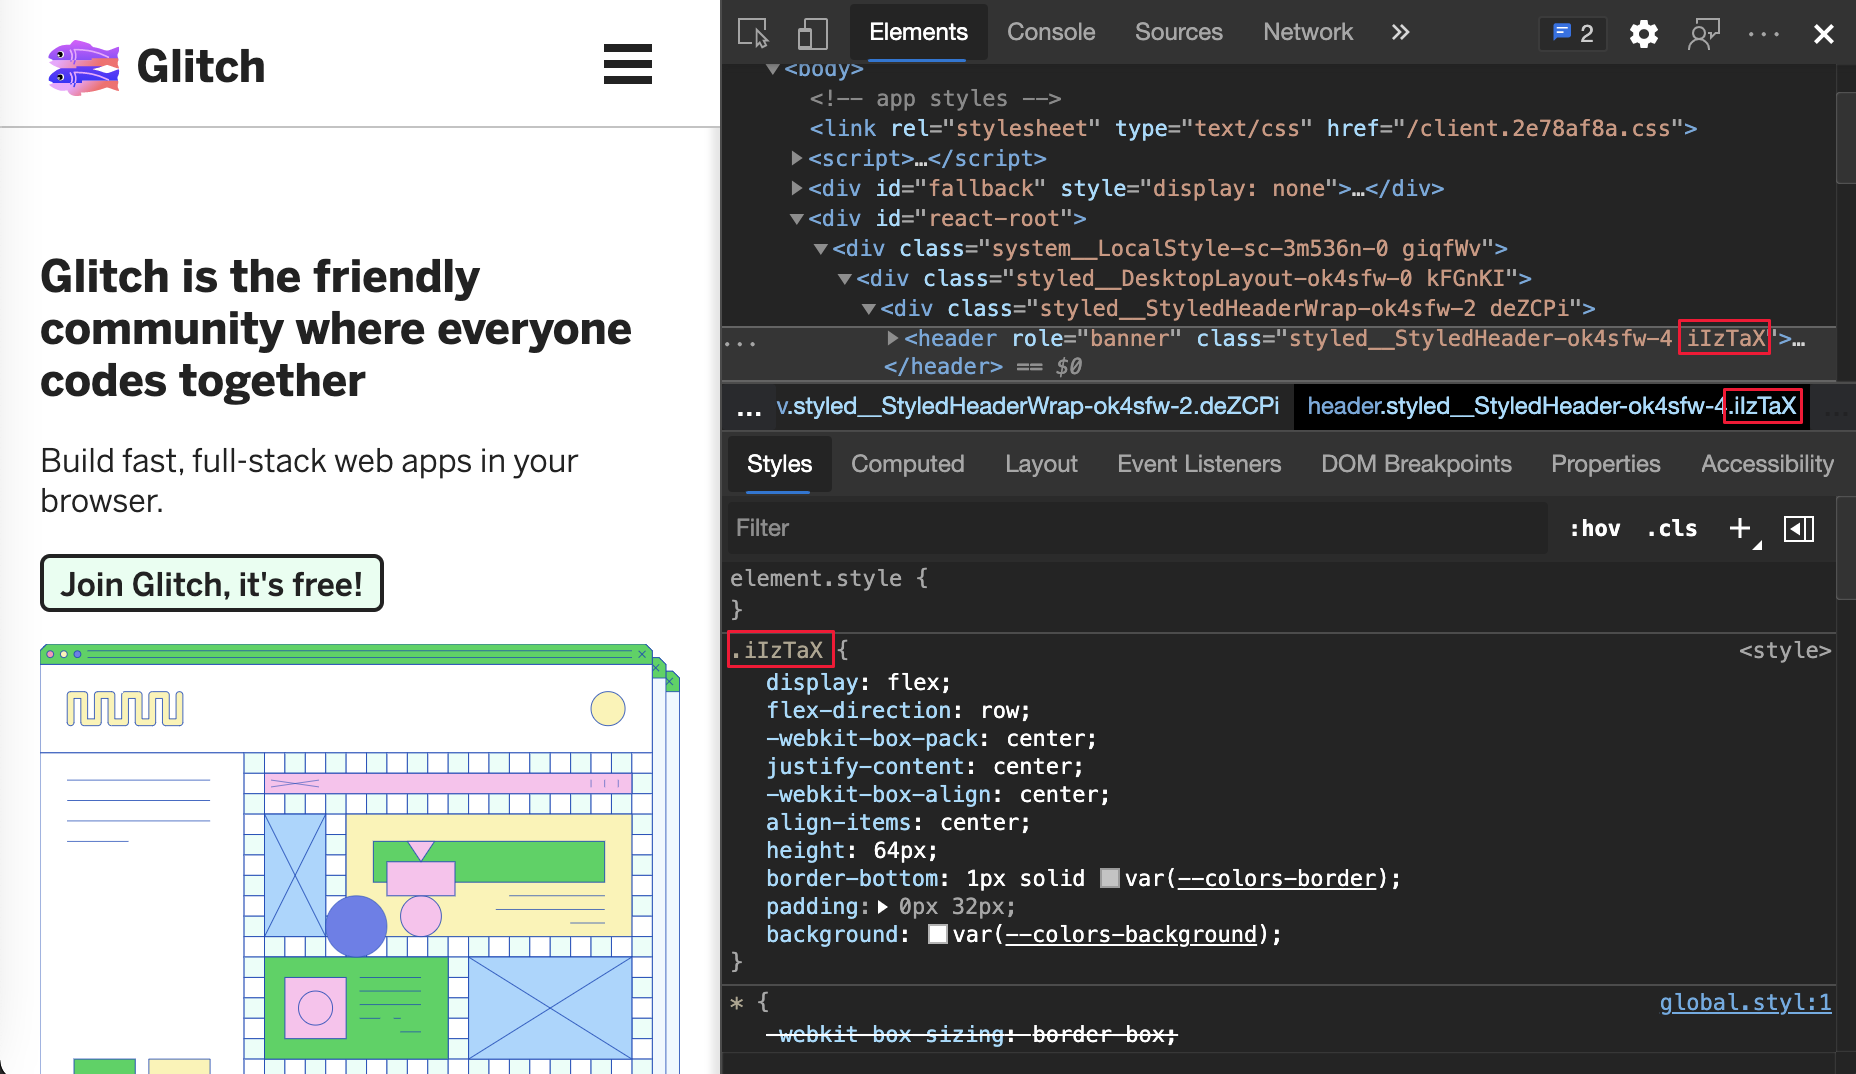 Glitch
Glitch is the friendly
community where everyone
codes together
Build fast, full-stack web apps in your
browser.
Join Glitch, it's free!
Elements Console Sources Network » 2
<body>
<!-- app styles -->
<link rel="stylesheet" type="text/css" href="/client.2e78af8a.css">
<script>…</script>
<div id="fallback" style="display: none">…</div>
<div id="react-root">
<div class="system__LocalStyle-sc-3m536n-0 giqfWv">
<div class="styled__DesktopLayout-ok4sfw-0 kFGnKI">
<div class="styled__StyledHeaderWrap-ok4sfw-2 deZCPi">
... <header role="banner" class="styled__StyledHeader-ok4sfw-4 iIzTaX">…
</header> == $0
... v.styled__StyledHeaderWrap-ok4sfw-2.deZCPi header.styled__StyledHeader-ok4sfw-4.iIzTaX ...
Styles Computed Layout Event Listeners DOM Breakpoints Properties Accessibility
Filter :hov .cls +
element.style {
}
.iIzTaX { <style>
display: flex;
flex-direction: row;
-webkit-box-pack: center;
justify-content: center;
-webkit-box-align: center;
align-items: center;
height: 64px;
border-bottom: 1px solid var(--colors-border);
padding: 0px 32px;
background: var(--colors-background);
}
* { global.styl:1
-webkit-box-sizing: border-box;